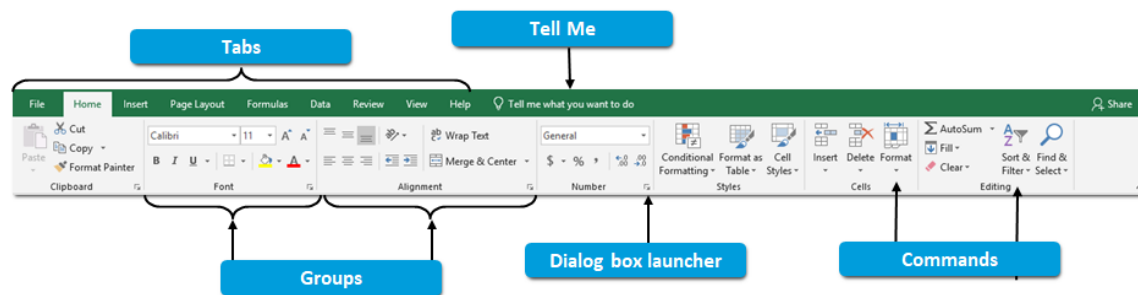 Tabs
Tell Me
File Home Insert Page Layout Formulas Data Review View Help Tell me what you want to do Share
Paste
Cut
Copy
Format Painter
Clipboard
Calibri 11 A A
B I U A
Font
ab Wrap Text
Merge & Center
Alignment
General
$ % , .00 .00
Number
Conditional Formatting
Format as Table
Cell Styles
Styles
Insert
Delete
Format
Cells
AutoSum
Fill
Clear
Sort & Filter
Find & Select
Editing
Groups
Dialog box launcher
Commands